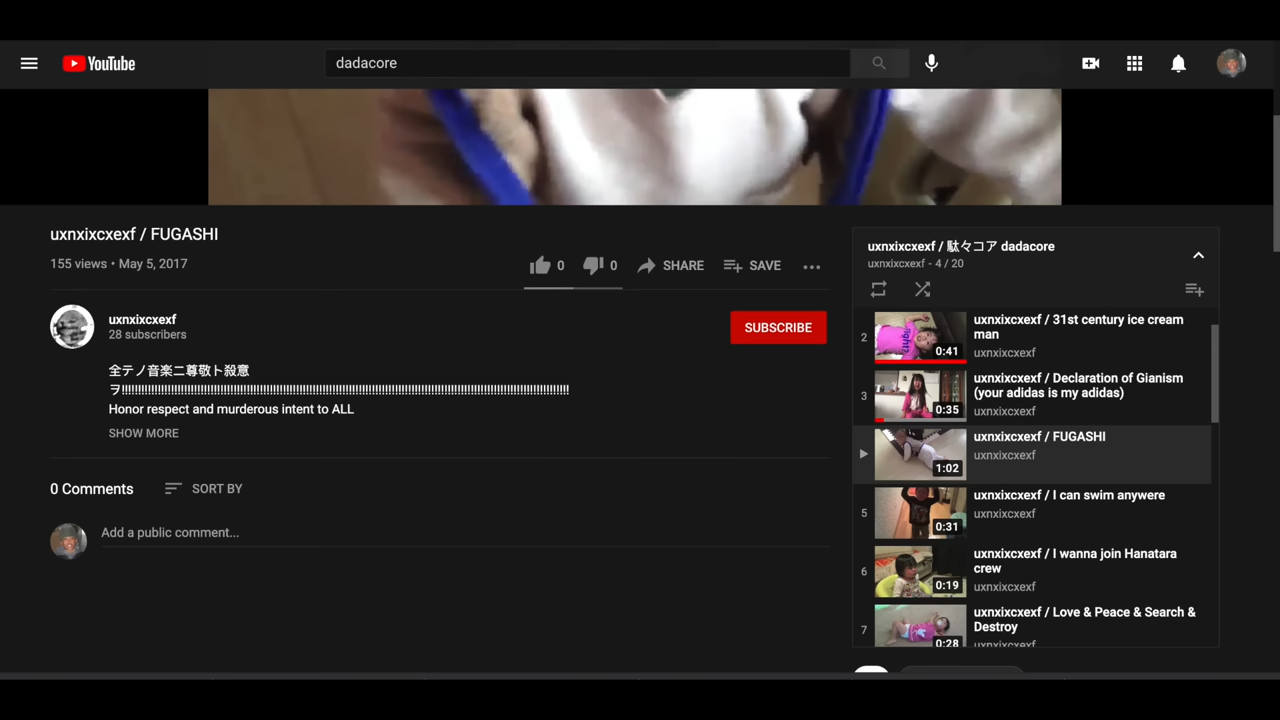 YouTube
dadacore
uxnxixcxexf / FUGASHI
155 views • May 5, 2017
0
0
SHARE
SAVE
uxnxixcxexf
28 subscribers
SUBSCRIBE
全テノ音楽ニ尊敬ト殺意
ヲ!!!!!!!!!!!!!!!!!!!!!!!!!!!!!!!!!!!!!!!!!!!!!!!!!!!!!!!!!!!!!!!!!!!!!!!!!!!!!!!!!!!!!!!!!!!!!!!!!!!!!!!!!!!!!!!!!!!!!!!!!!!!!!!!!!!!
Honor respect and murderous intent to ALL
SHOW MORE
0 Comments
SORT BY
Add a public comment...
uxnxixcxexf / 駄々コア dadacore
uxnxixcxexf - 4 / 20
2
0:41
uxnxixcxexf / 31st century ice cream
man
uxnxixcxexf
3
0:35
uxnxixcxexf / Declaration of Gianism
(your adidas is my adidas)
uxnxixcxexf
1:02
uxnxixcxexf / FUGASHI
uxnxixcxexf
5
0:31
uxnxixcxexf / I can swim anywere
uxnxixcxexf
6
0:19
uxnxixcxexf / I wanna join Hanatara
crew
uxnxixcxexf
7
0:28
uxnxixcxexf / Love & Peace & Search &
Destroy
uxnxixcxexf